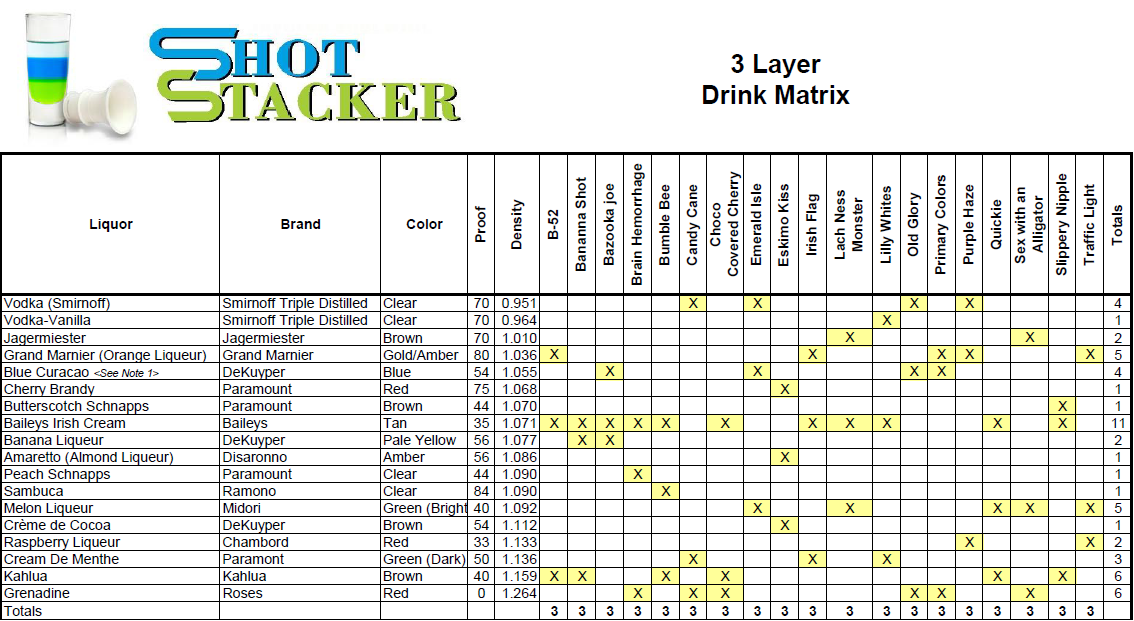 SHOT
STACKER
3 Layer
Drink Matrix
Liquor Brand Color Proof Density B-52 Bananna Shot Bazooka joe Brain Hemorrhage Bumble Bee Candy Cane Choco Covered Cherry Emerald Isle Eskimo Kiss Irish Flag Lach Ness Monster Lilly Whites Old Glory Primary Colors Purple Haze Quickie Sex with an Alligator Slippery Nipple Traffic Light Totals
Vodka (Smirnoff) Smirnoff Triple Distilled Clear 70 0.951 X X X X 4
Vodka-Vanilla Smirnoff Triple Distilled Clear 70 0.964 X 1
Jagermiester Jagermiester Brown 70 1.010 X X 2
Grand Marnier (Orange Liqueur) Grand Marnier Gold/Amber 80 1.036 X X X X X 5
Blue Curacao <See Note 1> DeKuyper Blue 54 1.055 X X X X 4
Cherry Brandy Paramount Red 75 1.068 X 1
Butterscotch Schnapps Paramount Brown 44 1.070 X 1
Baileys Irish Cream Baileys Tan 35 1.071 X X X X X X X X X X X 11
Banana Liqueur DeKuyper Pale Yellow 56 1.077 X X 2
Amaretto (Almond Liqueur) Disaronno Amber 56 1.086 X 1
Peach Schnapps Paramount Clear 44 1.090 X 1
Sambuca Ramono Clear 84 1.090 X 1
Melon Liqueur Midori Green (Bright 40 1.092 X X X X X 5
Crème de Cocoa DeKuyper Brown 54 1.112 X 1
Raspberry Liqueur Chambord Red 33 1.133 X X 2
Cream De Menthe Paramont Green (Dark) 50 1.136 X X X 3
Kahlua Kahlua Brown 40 1.159 X X X X X X 6
Grenadine Roses Red 0 1.264 X X X X X X 6
Totals 3 3 3 3 3 3 3 3 3 3 3 3 3 3 3 3 3 3 3